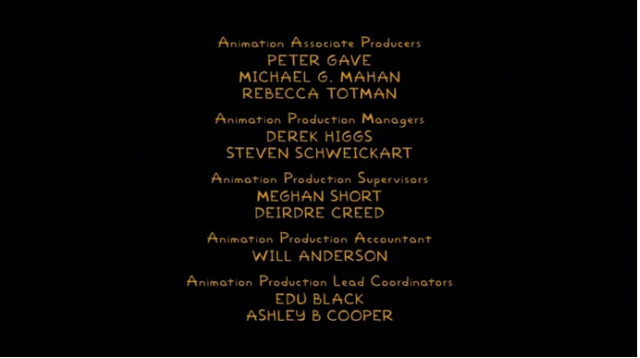 Animation Associate Producers
PETER GAVE
MICHAEL G. MAHAN
REBECCA TOTMAN
Animation Production Managers
DEREK HIGGS
STEVEN SCHWEICKART
Animation Production Supervisors
MEGHAN SHORT
DEIRDRE CREED
Animation Production Accountant
WILL ANDERSON
Animation Production Lead Coordinators
EDU BLACK
ASHLEY B COOPER